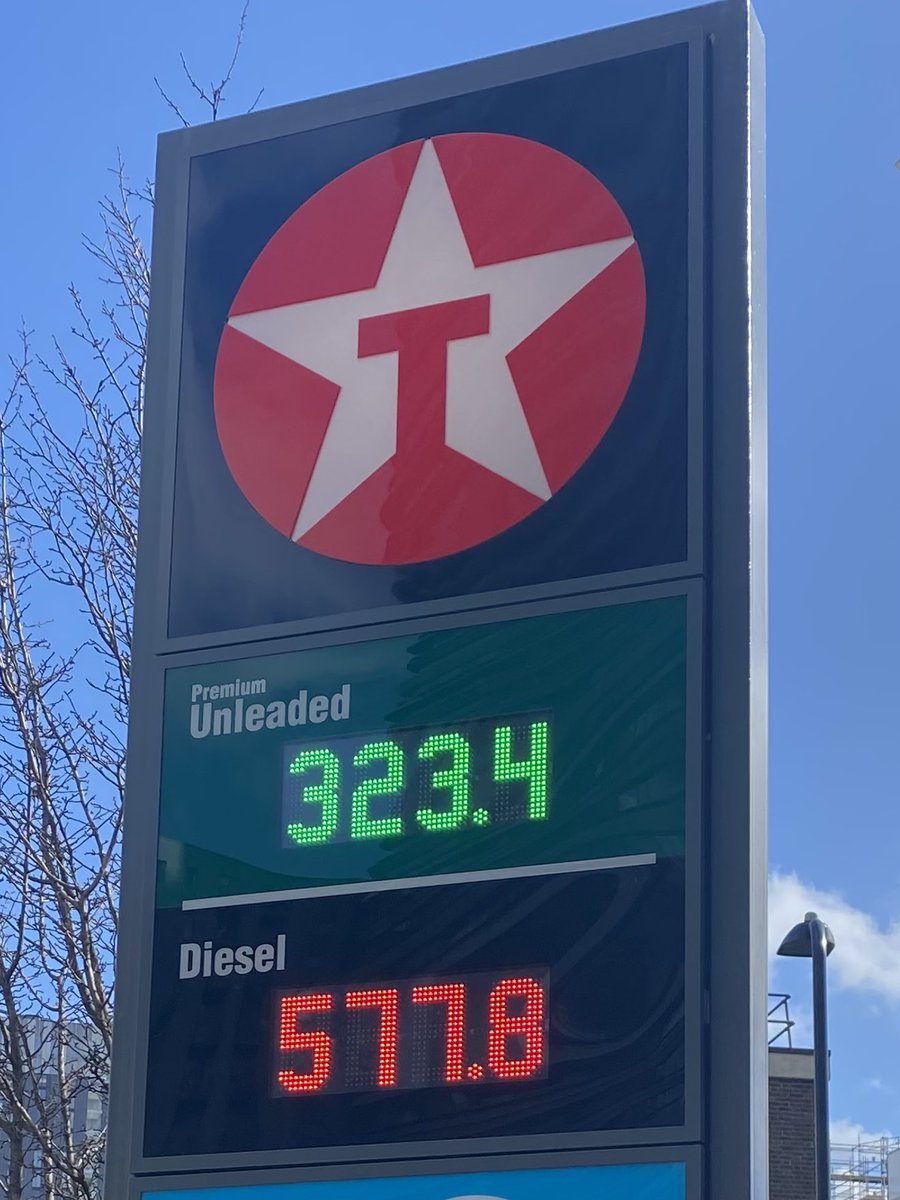 T
Premium
Unleaded
323.4
Diesel
577.8